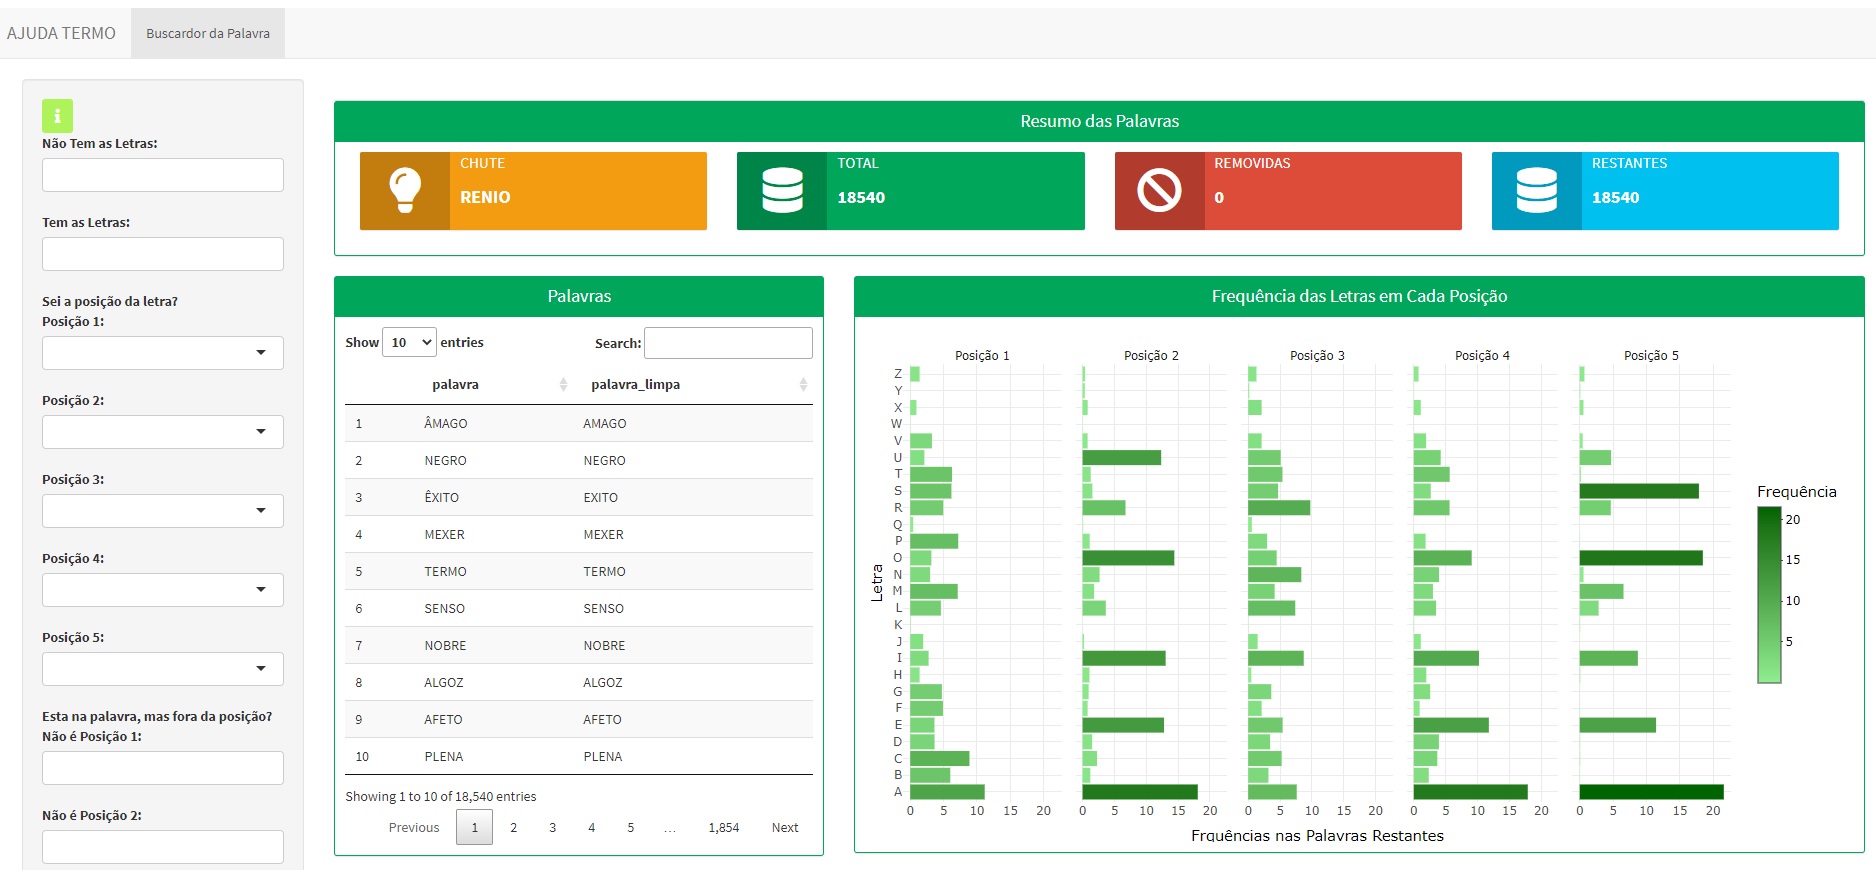 AJUDA TERMO
Buscardor da Palavra
Não Tem as Letras:
Tem as Letras:
Sei a posição da letra?
Posição 1:
Posição 2:
Posição 3:
Posição 4:
Posição 5:
Esta na palavra, mas fora da posição?
Não é Posição 1:
Não é Posição 2:
Resumo das Palavras
CHUTE
RENIO
TOTAL
18540
REMOVIDAS
0
RESTANTES
18540
Palavras
Show 10 entries
Search:
palavra palavra_limpa
1 ÂMAGO AMAGO
2 NEGRO NEGRO
3 ÊXITO EXITO
4 MEXER MEXER
5 TERMO TERMO
6 SENSO SENSO
7 NOBRE NOBRE
8 ALGOZ ALGOZ
9 AFETO AFETO
10 PLENA PLENA
Showing 1 to 10 of 18,540 entries
Previous 1 2 3 4 5 … 1,854 Next
Frequência das Letras em Cada Posição
Posição 1 Posição 2 Posição 3 Posição 4 Posição 5
Letra
Z
Y
X
W
V
U
T
S
R
Q
P
O
N
M
L
K
J
I
H
G
F
E
D
C
B
A
0 5 10 15 20 0 5 10 15 20 0 5 10 15 20 0 5 10 15 20 0 5 10 15 20
Frquências nas Palavras Restantes
Frequência
20
15
10
5